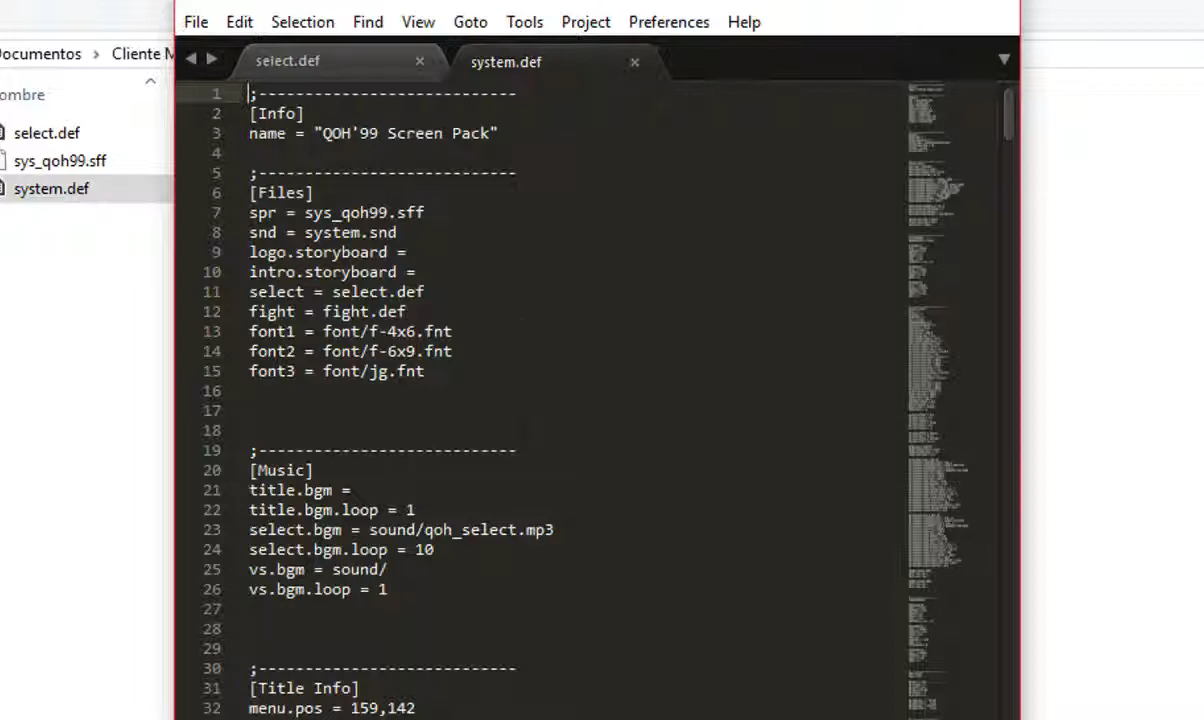 File Edit Selection Find View Goto Tools Project Preferences Help
Documentos > Cliente M
ombre
select.def
sys_qoh99.sff
system.def
select.def ×
system.def ×
1 ;----------------------------
2 [Info]
3 name = "QOH'99 Screen Pack"
4
5 ;----------------------------
6 [Files]
7 spr = sys_qoh99.sff
8 snd = system.snd
9 logo.storyboard =
10 intro.storyboard =
11 select = select.def
12 fight = fight.def
13 font1 = font/f-4x6.fnt
14 font2 = font/f-6x9.fnt
15 font3 = font/jg.fnt
16
17
18
19 ;----------------------------
20 [Music]
21 title.bgm =
22 title.bgm.loop = 1
23 select.bgm = sound/qoh_select.mp3
24 select.bgm.loop = 10
25 vs.bgm = sound/
26 vs.bgm.loop = 1
27
28
29
30 ;----------------------------
31 [Title Info]
32 menu.pos = 159,142